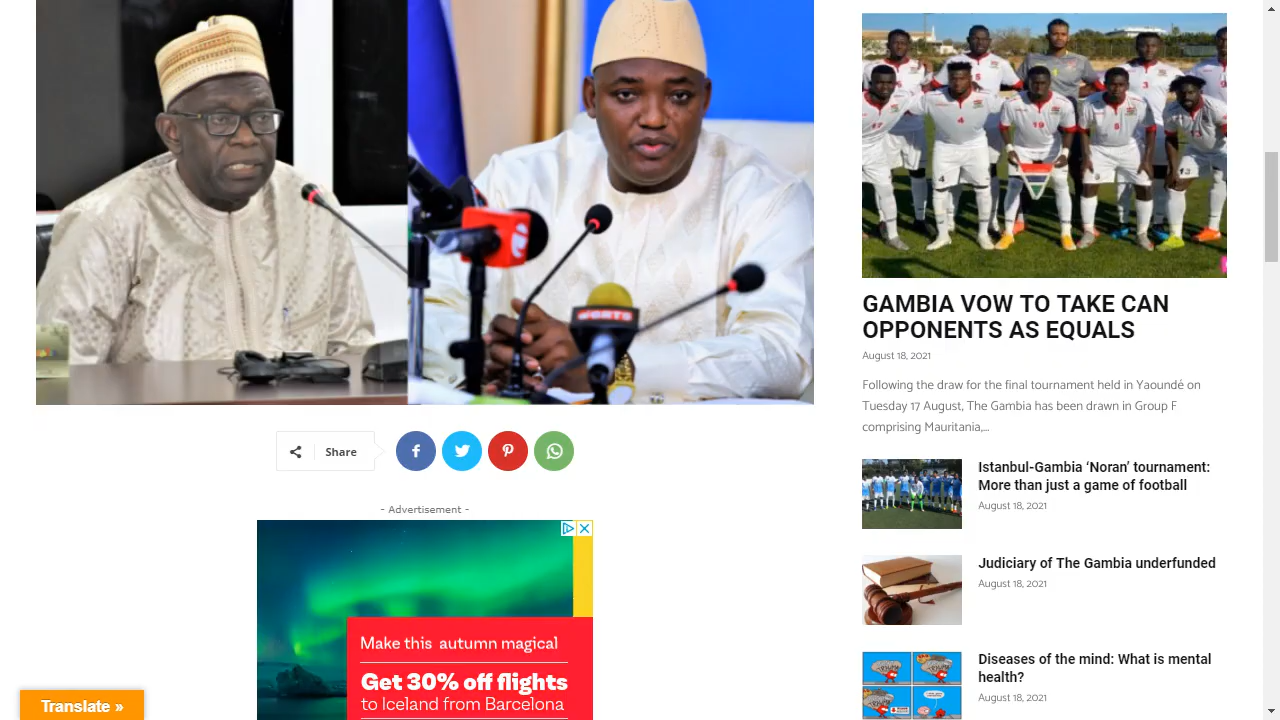 GAMBIA VOW TO TAKE CAN
OPPONENTS AS EQUALS
August 18, 2021
Following the draw for the final tournament held in Yaoundé on
Tuesday 17 August, The Gambia has been drawn in Group F
comprising Mauritania,...
Share
Istanbul-Gambia ‘Noran’ tournament:
More than just a game of football
August 18, 2021
- Advertisement -
Make this autumn magical
Get 30% off flights
to Iceland from Barcelona
Judiciary of The Gambia underfunded
August 18, 2021
Diseases of the mind: What is mental
health?
August 18, 2021
Translate »